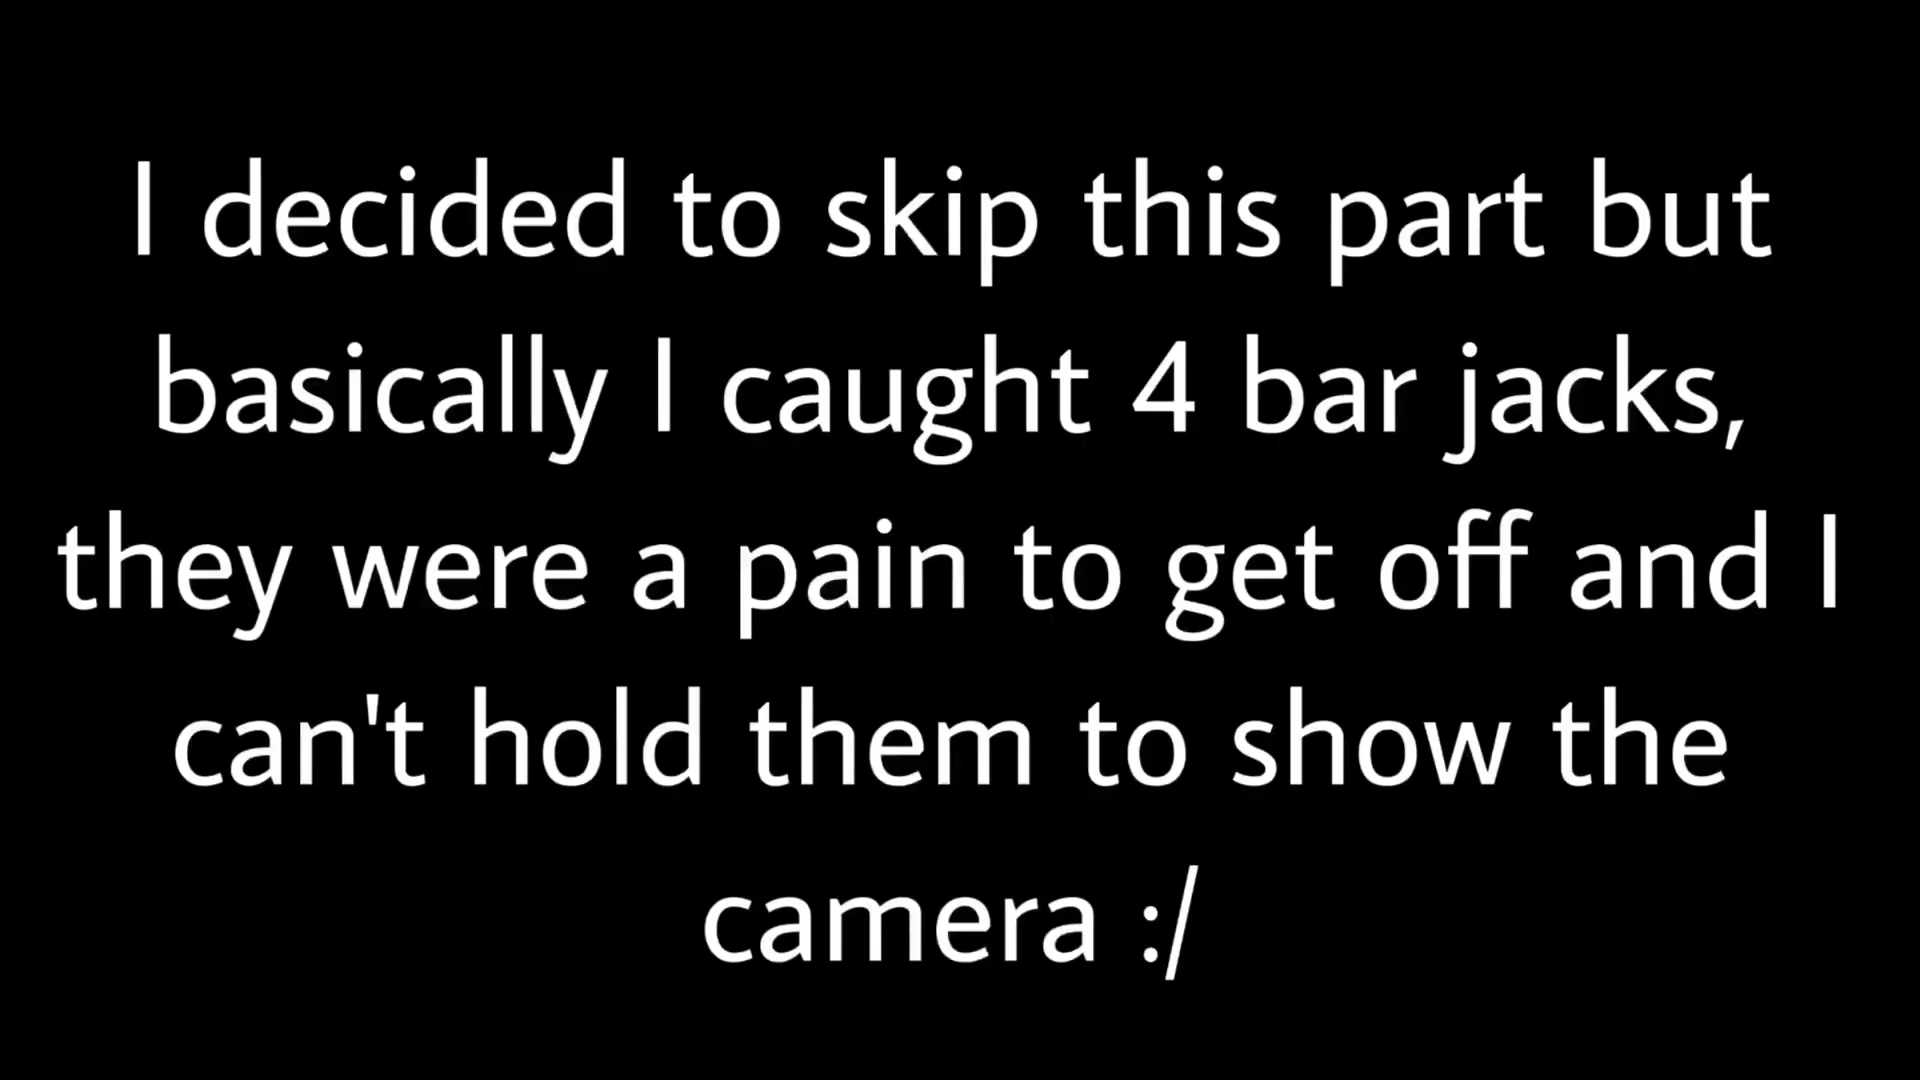 I decided to skip this part but
basically I caught 4 bar jacks,
they were a pain to get off and I
can't hold them to show the
camera :/